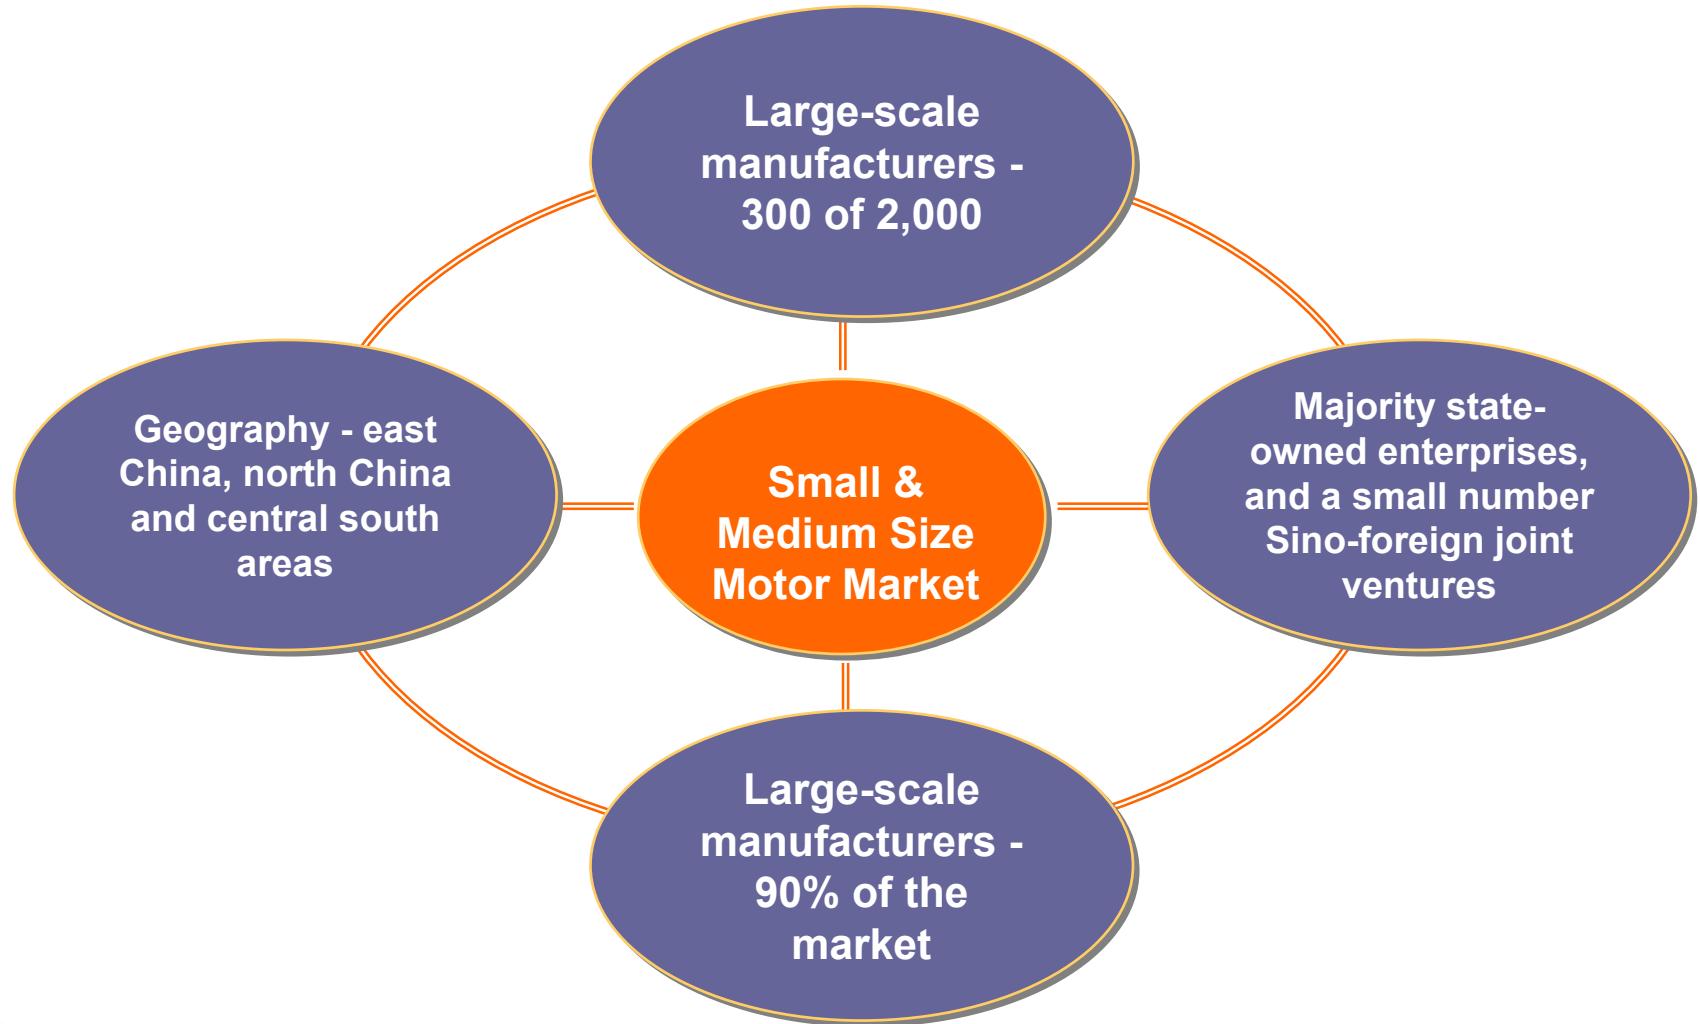 Large-scale
manufacturers -
300 of 2,000
Geography - east
China, north China
and central south
areas
Small &
Medium Size
Motor Market
Majority state-
owned enterprises,
and a small number
Sino-foreign joint
ventures
Large-scale
manufacturers -
90% of the
market